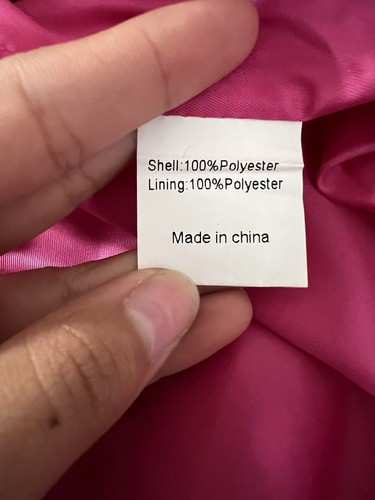 Shell:100%Polyester
Lining:100%Polyester
Made in china